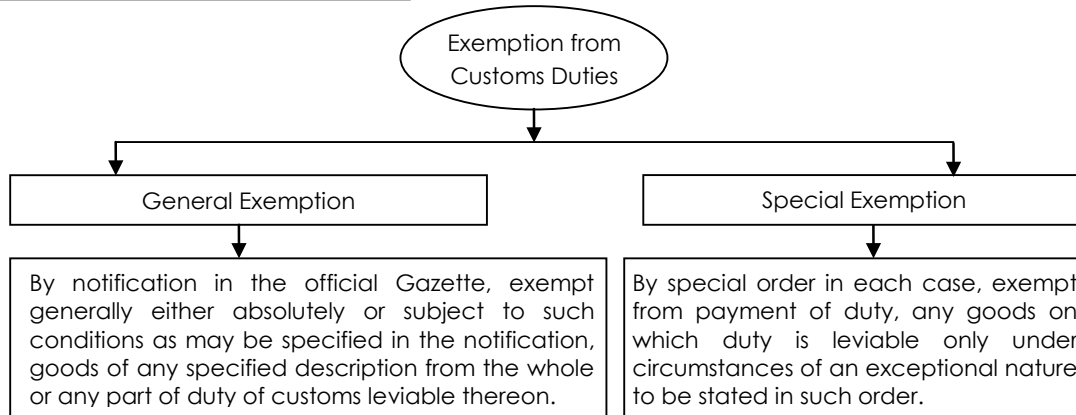 Exemption from
Customs Duties
General Exemption
Special Exemption
By notification in the official Gazette, exempt
generally either absolutely or subject to such
conditions as may be specified in the notification,
goods of any specified description from the whole
or any part of duty of customs leviable thereon.
By special order in each case, exempt
from payment of duty, any goods on
which duty is leviable only under
circumstances of an exceptional nature
to be stated in such order.